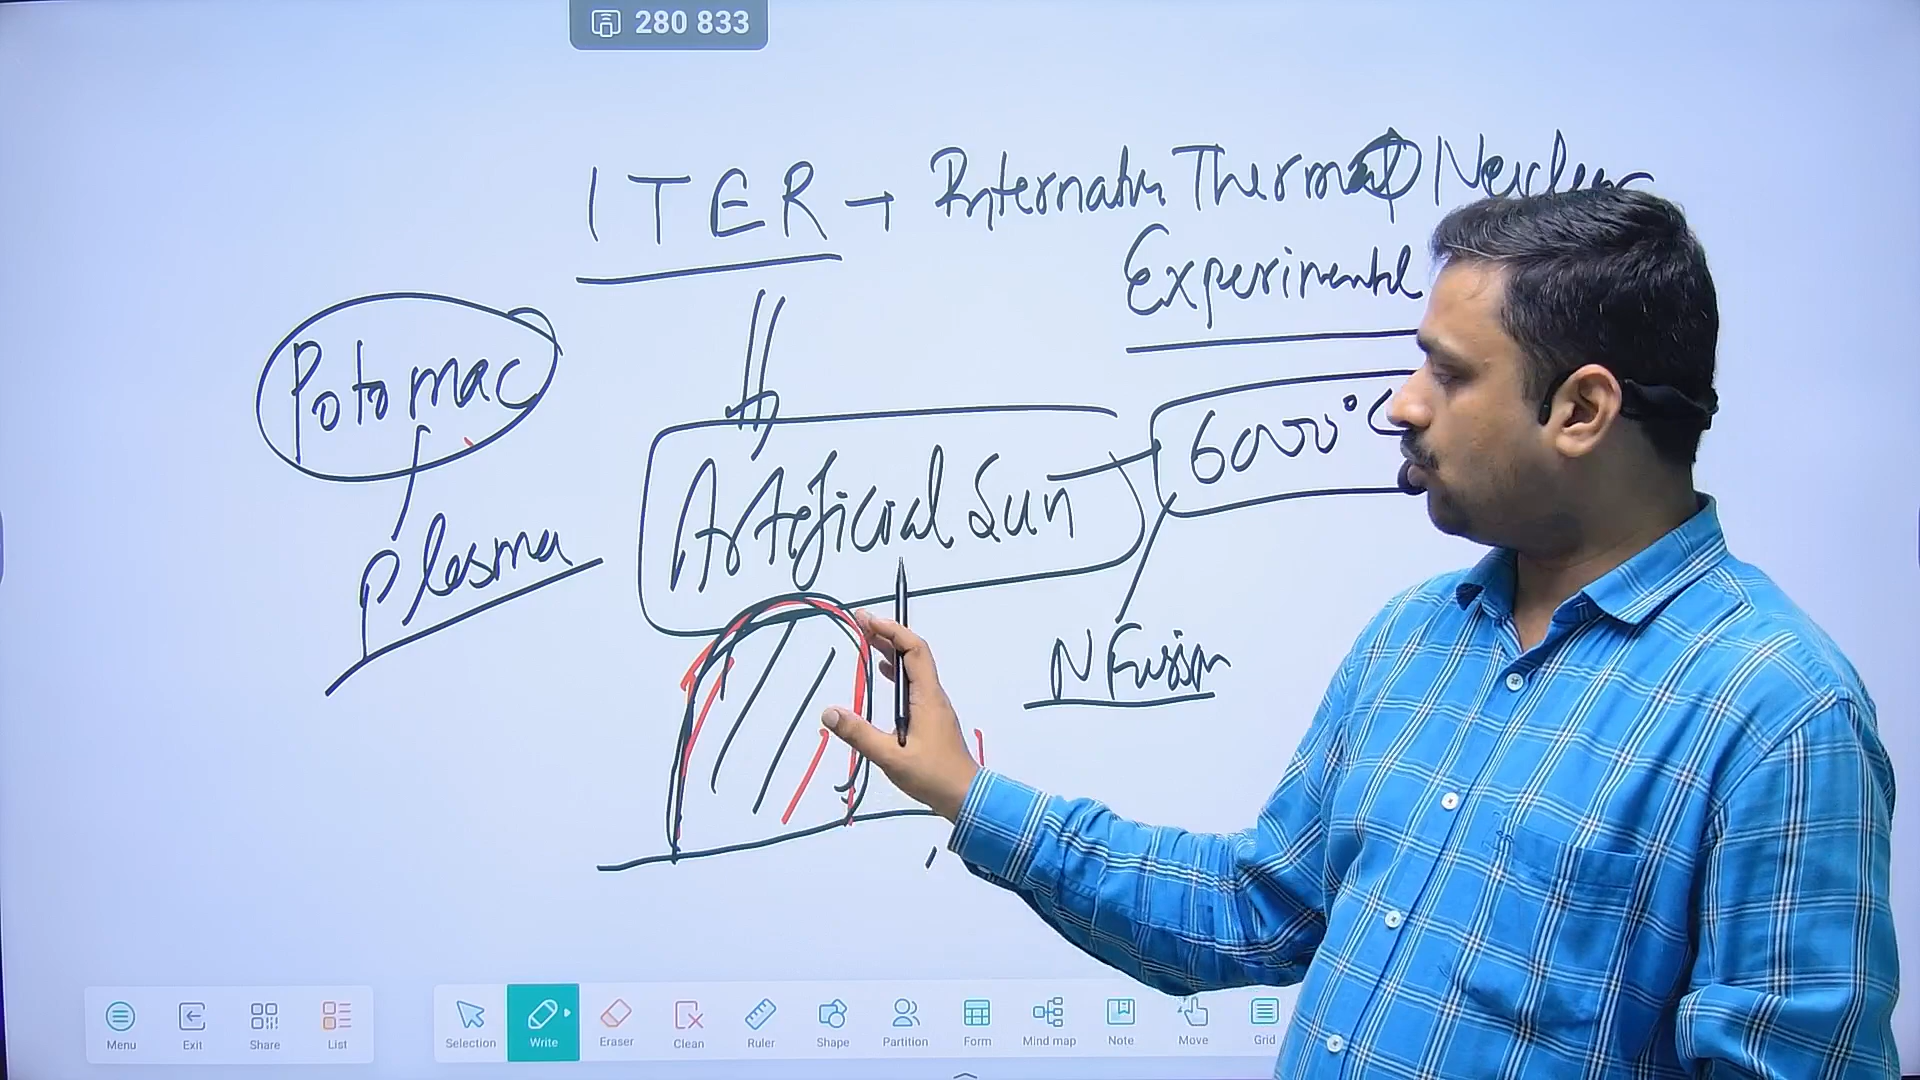 280 833
ITER → Internatn Thermal Nuclear
Experimental
Potomac
plasma
Artificial Sun
6000°C
N Fusion
Menu Exit Share List Selection Write Eraser Clean Ruler Shape Partition Form Mind map Note Move Grid